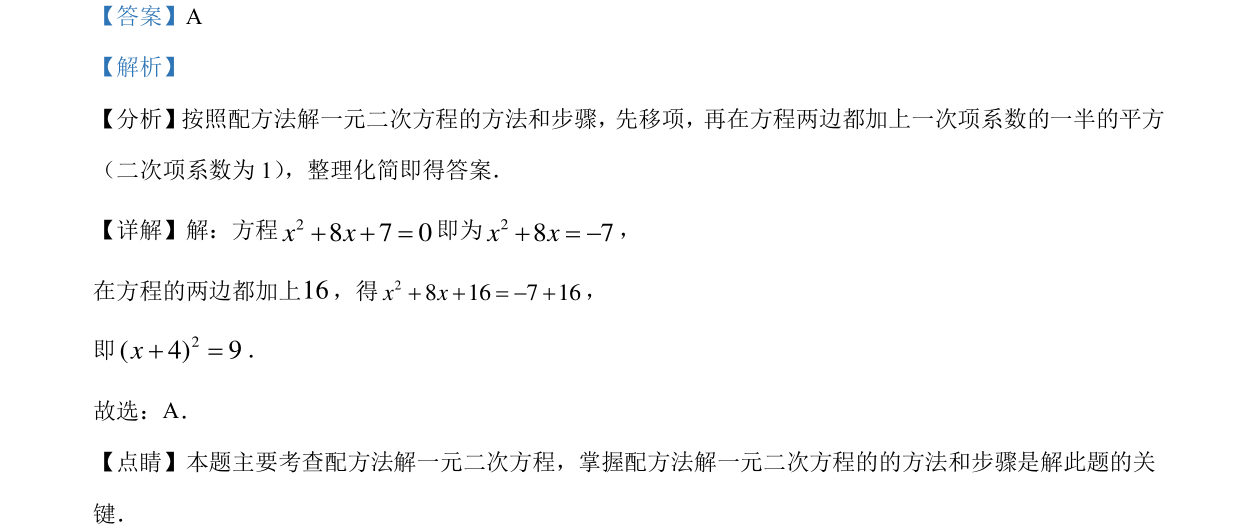 【答案】A
【解析】
【分析】按照配方法解一元二次方程的方法和步骤，先移项，再在方程两边都加上一次项系数的一半的平方
（二次项系数为 1），整理化简即得答案．
【详解】解：方程 x² + 8x + 7 = 0 即为 x² + 8x = −7，
在方程的两边都加上16，得 x² + 8x + 16 = −7 + 16，
即 (x + 4)² = 9．
故选：A．
【点睛】本题主要考查配方法解一元二次方程，掌握配方法解一元二次方程的的方法和步骤是解此题的关
键．